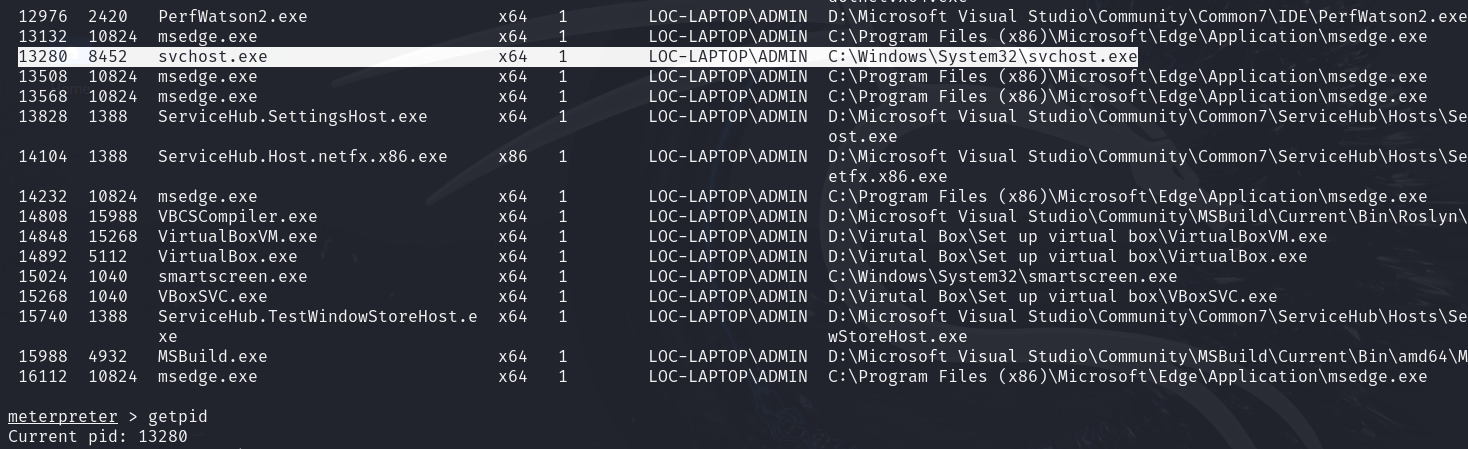 12976 2420 PerfWatson2.exe x64 1 LOC-LAPTOP\ADMIN D:\Microsoft Visual Studio\Community\Common7\IDE\PerfWatson2.exe
13132 10824 msedge.exe x64 1 LOC-LAPTOP\ADMIN C:\Program Files (x86)\Microsoft\Edge\Application\msedge.exe
13280 8452 svchost.exe x64 1 LOC-LAPTOP\ADMIN C:\Windows\System32\svchost.exe
13508 10824 msedge.exe x64 1 LOC-LAPTOP\ADMIN C:\Program Files (x86)\Microsoft\Edge\Application\msedge.exe
13568 10824 msedge.exe x64 1 LOC-LAPTOP\ADMIN C:\Program Files (x86)\Microsoft\Edge\Application\msedge.exe
13828 1388 ServiceHub.SettingsHost.exe x64 1 LOC-LAPTOP\ADMIN D:\Microsoft Visual Studio\Community\Common7\ServiceHub\Hosts\Se
ost.exe
14104 1388 ServiceHub.Host.netfx.x86.exe x86 1 LOC-LAPTOP\ADMIN D:\Microsoft Visual Studio\Community\Common7\ServiceHub\Hosts\Se
etfx.x86.exe
14232 10824 msedge.exe x64 1 LOC-LAPTOP\ADMIN C:\Program Files (x86)\Microsoft\Edge\Application\msedge.exe
14808 15988 VBCSCompiler.exe x64 1 LOC-LAPTOP\ADMIN D:\Microsoft Visual Studio\Community\MSBuild\Current\Bin\Roslyn\
14848 15268 VirtualBoxVM.exe x64 1 LOC-LAPTOP\ADMIN D:\Virutal Box\Set up virtual box\VirtualBoxVM.exe
14892 5112 VirtualBox.exe x64 1 LOC-LAPTOP\ADMIN D:\Virutal Box\Set up virtual box\VirtualBox.exe
15024 1040 smartscreen.exe x64 1 LOC-LAPTOP\ADMIN C:\Windows\System32\smartscreen.exe
15268 1040 VBoxSVC.exe x64 1 LOC-LAPTOP\ADMIN D:\Virutal Box\Set up virtual box\VBoxSVC.exe
15740 1388 ServiceHub.TestWindowStoreHost.e x64 1 LOC-LAPTOP\ADMIN D:\Microsoft Visual Studio\Community\Common7\ServiceHub\Hosts\Se
xe wStoreHost.exe
15988 4932 MSBuild.exe x64 1 LOC-LAPTOP\ADMIN D:\Microsoft Visual Studio\Community\MSBuild\Current\Bin\amd64\M
16112 10824 msedge.exe x64 1 LOC-LAPTOP\ADMIN C:\Program Files (x86)\Microsoft\Edge\Application\msedge.exe
meterpreter > getpid
Current pid: 13280